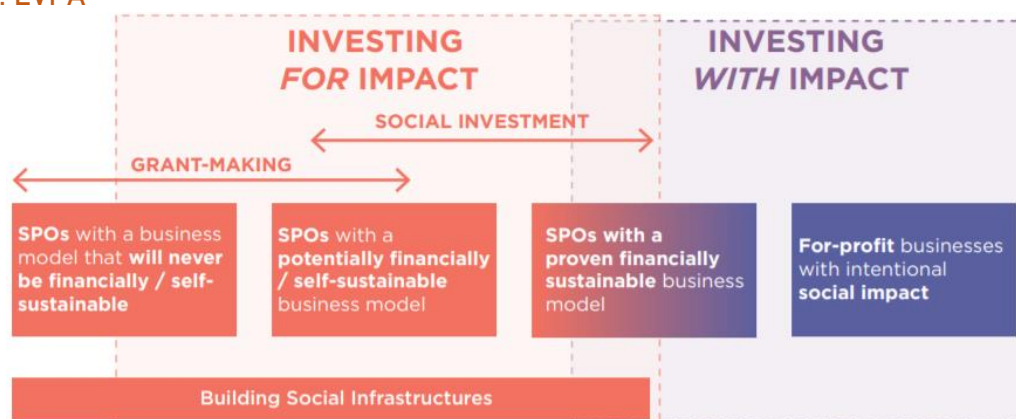 INVESTING
FOR IMPACT
INVESTING
WITH IMPACT
SOCIAL INVESTMENT
GRANT-MAKING
SPOs with a business
model that will never
be financially / self-
sustainable
SPOs with a
potentially financially
/ self-sustainable
business model
SPOs with a
proven financially
sustainable business
model
For-profit businesses
with intentional
social impact
Building Social Infrastructures